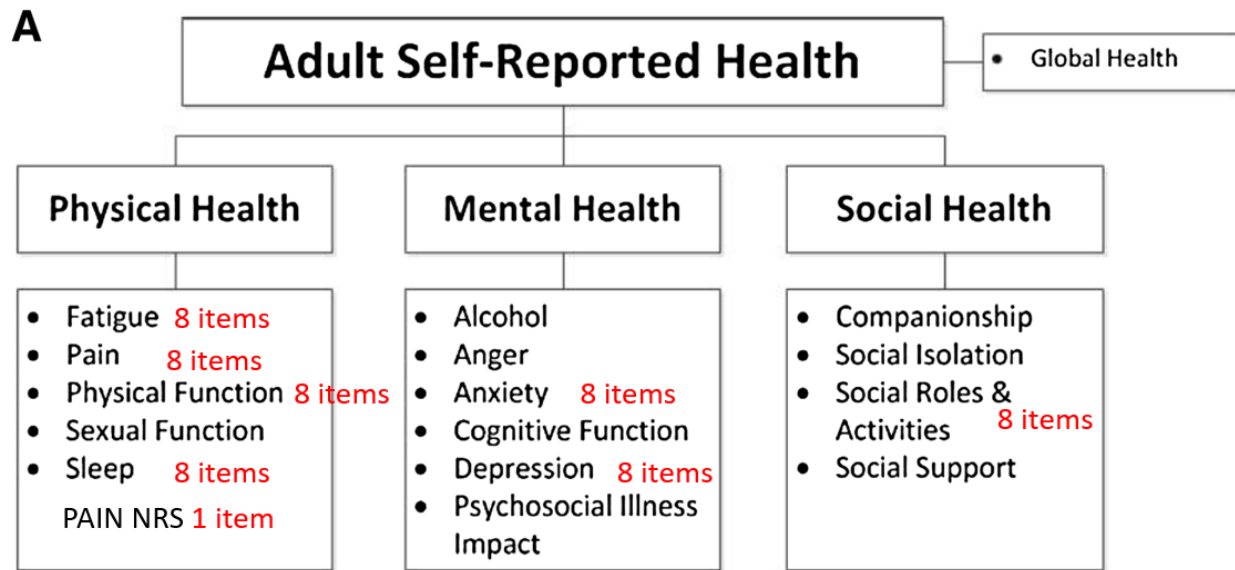 A
Adult Self-Reported Health
• Global Health
Physical Health
Mental Health
Social Health
• Fatigue 8 items
• Pain 8 items
• Physical Function 8 items
• Sexual Function
• Sleep 8 items
PAIN NRS 1 item
• Alcohol
• Anger
• Anxiety 8 items
• Cognitive Function
• Depression 8 items
• Psychosocial Illness
Impact
• Companionship
• Social Isolation
• Social Roles &
Activities 8 items
• Social Support